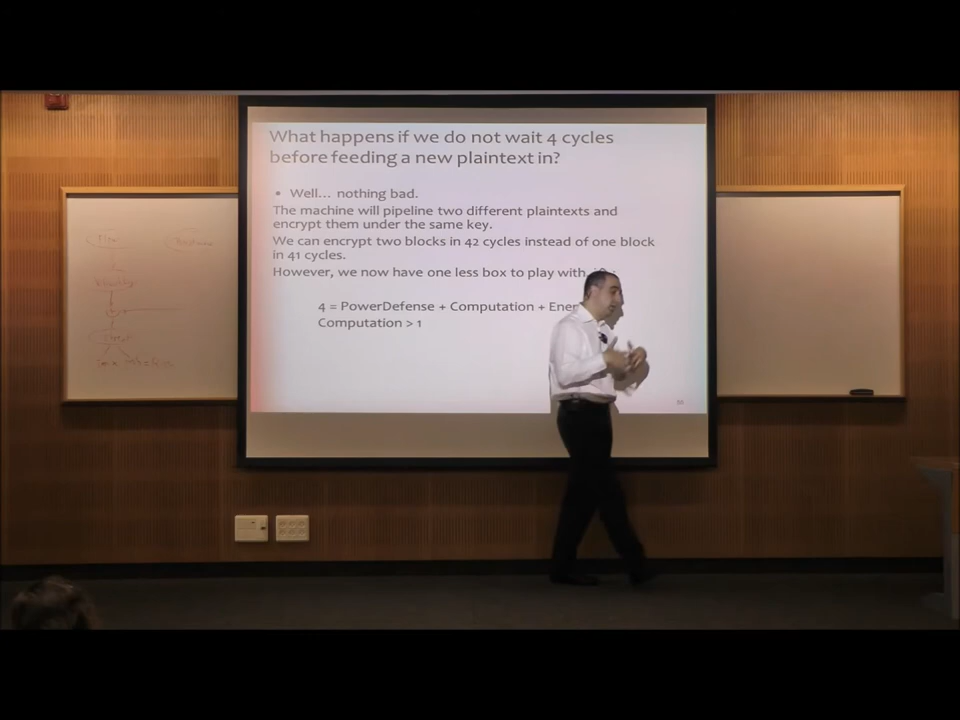 What happens if we do not wait 4 cycles
before feeding a new plaintext in?
• Well... nothing bad.
The machine will pipeline two different plaintexts and
encrypt them under the same key.
We can encrypt two blocks in 42 cycles instead of one block
in 41 cycles.
However, we now have one less box to play with
4 = PowerDefense + Computation + Ener
Computation > 1